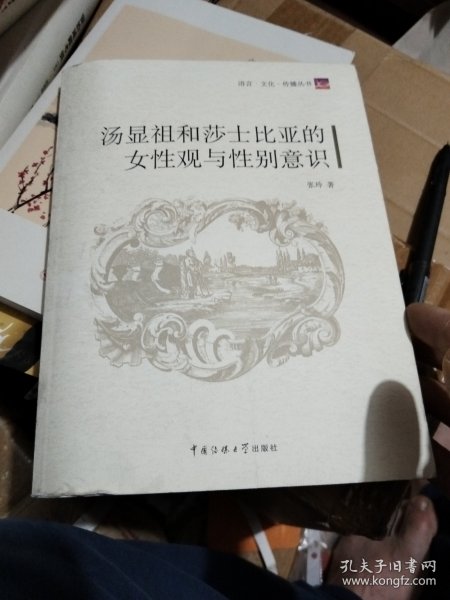 语言 文化·传播丛书
汤显祖和莎士比亚的
女性观与性别意识
张玲 著
中国传媒大学出版社
孔夫子旧书网
www.kongfz.com